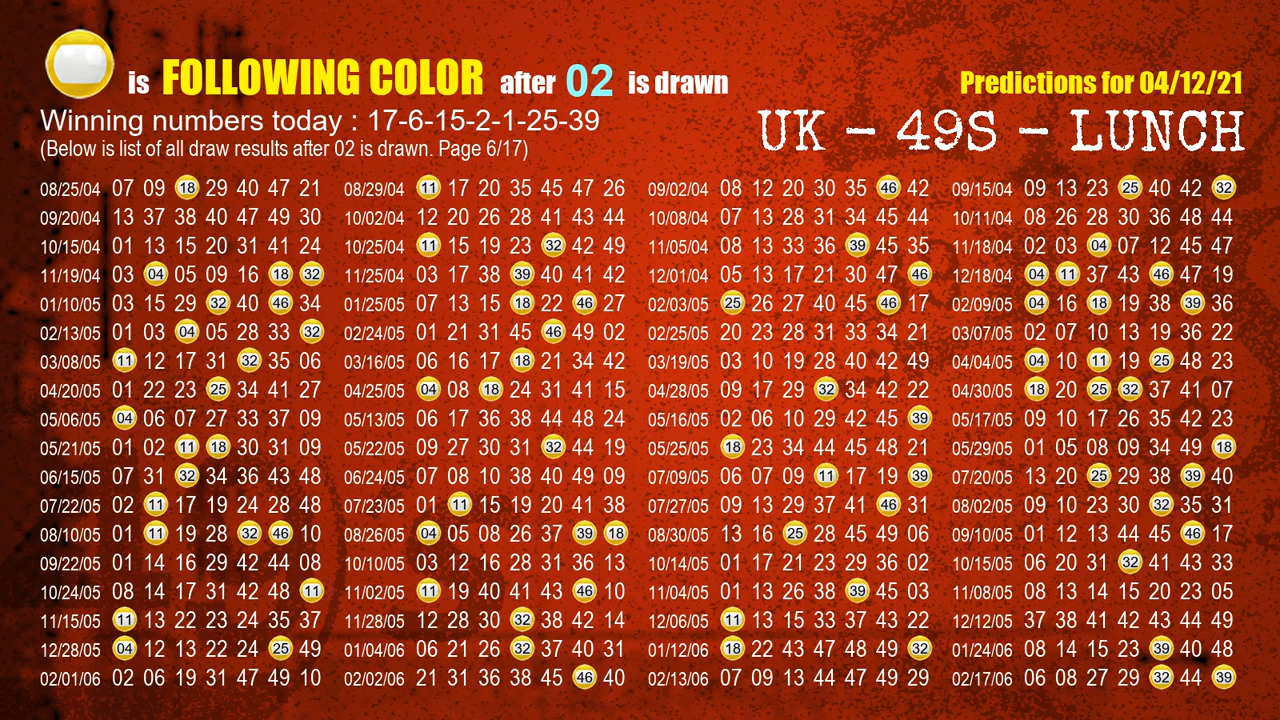 is FOLLOWING COLOR after 02 is drawn
Predictions for 04/12/21
Winning numbers today : 17-6-15-2-1-25-39
UK - 49S - LUNCH
(Below is list of all draw results after 02 is drawn. Page 6/17)
08/25/04 07 09 18 29 40 47 21 08/29/04 11 17 20 35 45 47 26 09/02/04 08 12 20 30 35 46 42 09/15/04 09 13 23 25 40 42 32
09/20/04 13 37 38 40 47 49 30 10/02/04 12 20 26 28 41 43 44 10/08/04 07 13 28 31 34 45 44 10/11/04 08 26 28 30 36 48 44
10/15/04 01 13 15 20 31 41 24 10/25/04 11 15 19 23 32 42 49 11/05/04 08 13 33 36 39 45 35 11/18/04 02 03 04 07 12 45 47
11/19/04 03 04 05 09 16 18 32 11/25/04 03 17 38 39 40 41 42 12/01/04 05 13 17 21 30 47 46 12/18/04 04 11 37 43 46 47 19
01/10/05 03 15 29 32 40 46 34 01/25/05 07 13 15 18 22 46 27 02/03/05 25 26 27 40 45 46 17 02/09/05 04 16 18 19 38 39 36
02/13/05 01 03 04 05 28 33 32 02/24/05 01 21 31 45 46 49 02 02/25/05 20 23 28 31 33 34 21 03/07/05 02 07 10 13 19 36 22
03/08/05 11 12 17 31 32 35 06 03/16/05 06 16 17 18 21 34 42 03/19/05 03 10 19 28 40 42 49 04/04/05 04 10 11 19 25 48 23
04/20/05 01 22 23 25 34 41 27 04/25/05 04 08 18 24 31 41 15 04/28/05 09 17 29 32 34 42 22 04/30/05 18 20 25 32 37 41 07
05/06/05 04 06 07 27 33 37 09 05/13/05 06 17 36 38 44 48 24 05/16/05 02 06 10 29 42 45 39 05/17/05 09 10 17 26 35 42 23
05/21/05 01 02 11 18 30 31 09 05/22/05 09 27 30 31 32 44 19 05/25/05 18 23 34 44 45 48 21 05/29/05 01 05 08 09 34 49 18
06/15/05 07 31 32 34 36 43 48 06/24/05 07 08 10 38 40 49 09 07/09/05 06 07 09 11 17 19 39 07/20/05 13 20 25 29 38 39 40
07/22/05 02 11 17 19 24 28 48 07/23/05 01 11 15 19 20 41 38 07/27/05 09 13 29 37 41 46 31 08/02/05 09 10 23 30 32 35 31
08/10/05 01 11 19 28 32 46 10 08/26/05 04 05 08 26 37 39 18 08/30/05 13 16 25 28 45 49 06 09/10/05 01 12 13 44 45 46 17
09/22/05 01 14 16 29 42 44 08 10/10/05 03 12 16 28 31 36 13 10/14/05 01 17 21 23 29 36 02 10/15/05 06 20 31 32 41 43 33
10/24/05 08 14 17 31 42 48 11 11/02/05 11 19 40 41 43 46 10 11/04/05 01 13 26 38 39 45 03 11/08/05 08 13 14 15 20 23 05
11/15/05 11 13 22 23 24 35 37 11/28/05 12 28 30 32 38 42 14 12/06/05 11 13 15 33 37 43 22 12/12/05 37 38 41 42 43 44 49
12/28/05 04 12 13 22 24 25 49 01/04/06 06 21 26 32 37 40 31 01/12/06 18 22 43 47 48 49 32 01/24/06 08 14 15 23 39 40 48
02/01/06 02 06 19 31 47 49 10 02/02/06 21 31 36 38 45 46 40 02/13/06 07 09 13 44 47 49 29 02/17/06 06 08 27 29 32 44 39